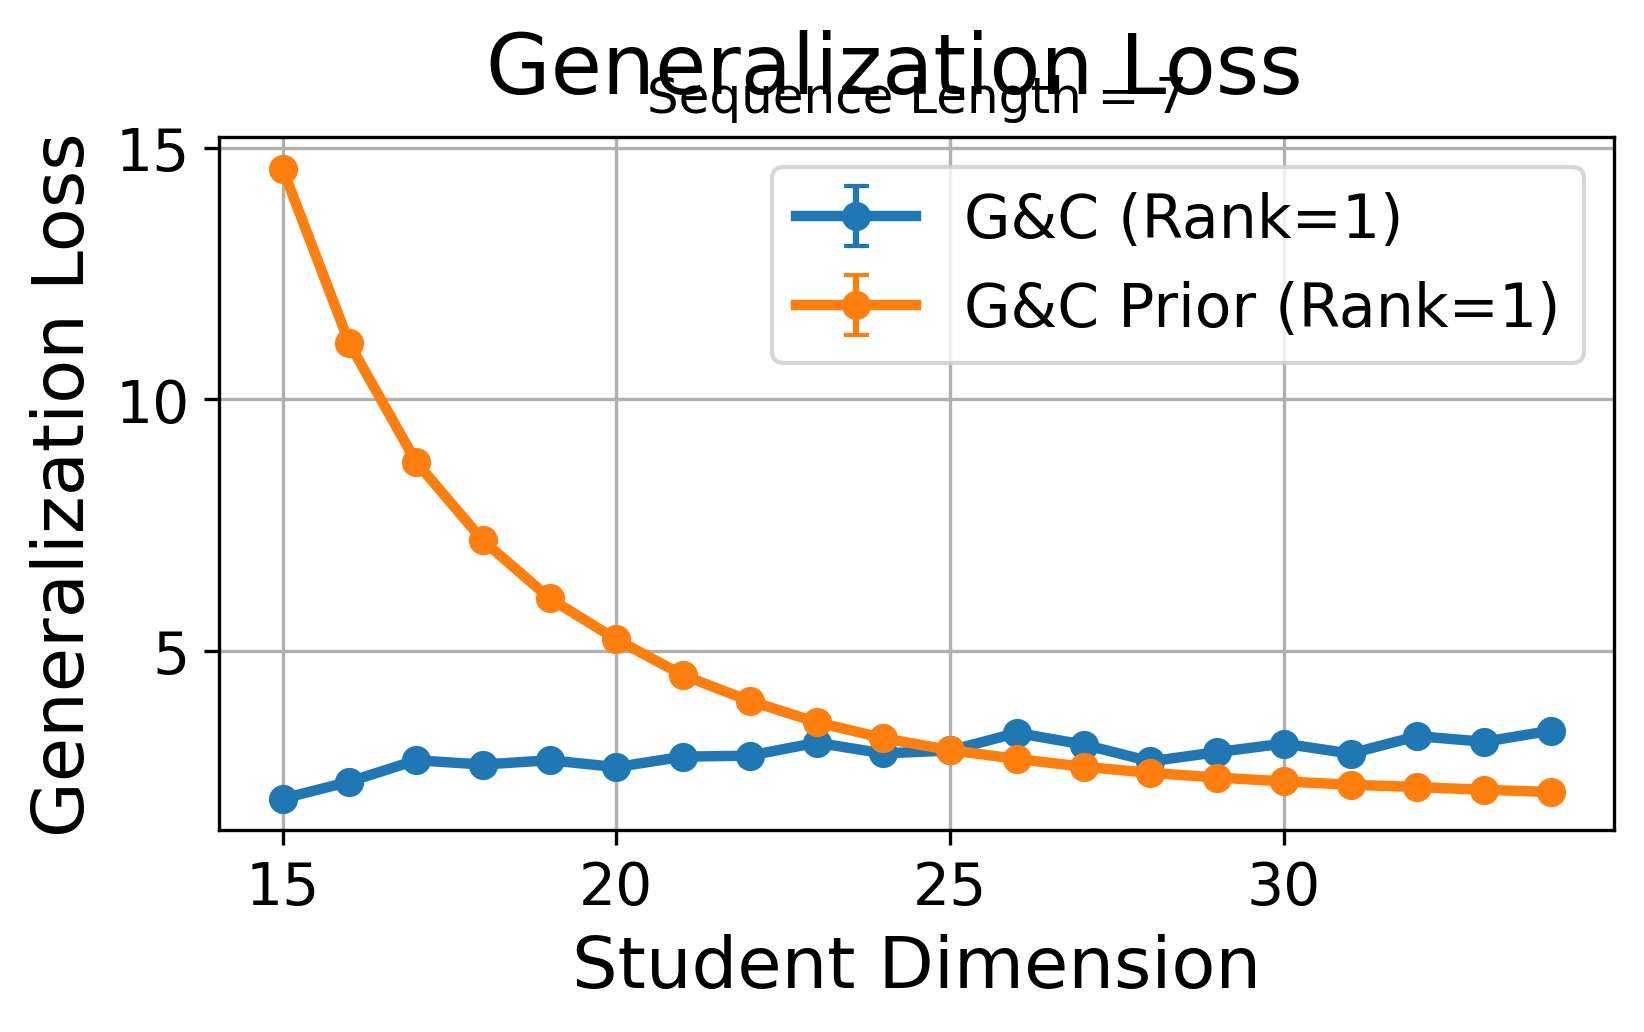 Generalization Loss
Sequence Length = 7
Generalization Loss
15
10
5
G&C (Rank=1)
G&C Prior (Rank=1)
15 20 25 30
Student Dimension